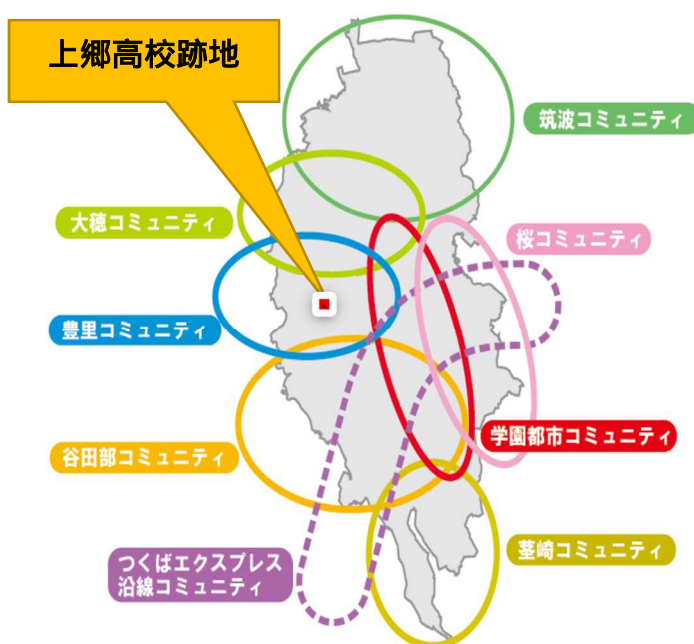 上郷高校跡地
筑波コミュニティ
大穂コミュニティ
桜コミュニティ
豊里コミュニティ
学園都市コミュニティ
谷田部コミュニティ
茎崎コミュニティ
つくばエクスプレス
沿線コミュニティ